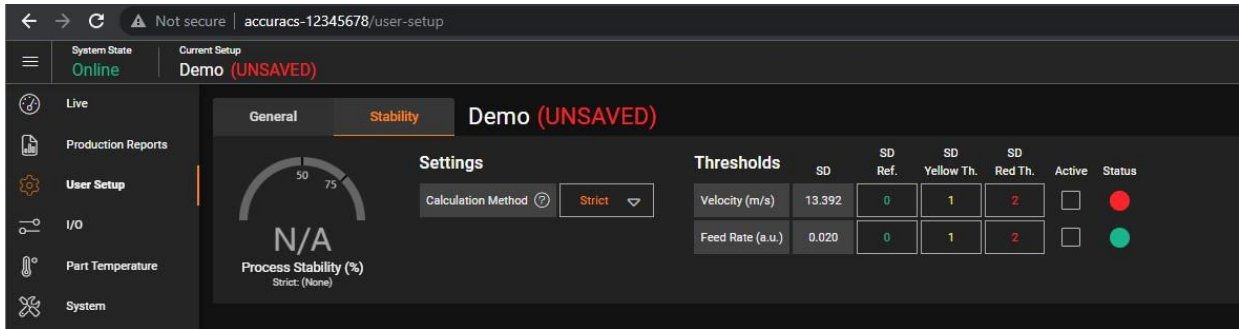 Not secure accuracs-12345678/user-setup
System State
Online
Current Setup
Demo (UNSAVED)
Live
Production Reports
User Setup
I/O
Part Temperature
System
General
Stability
Demo (UNSAVED)
50
75
N/A
Process Stability (%)
Strict: (None)
Settings
Calculation Method ?
Strict
Thresholds SD SD Ref. SD Yellow Th. SD Red Th. Active Status
Velocity (m/s) 13.392 0 1 2
Feed Rate (a.u.) 0.020 0 1 2